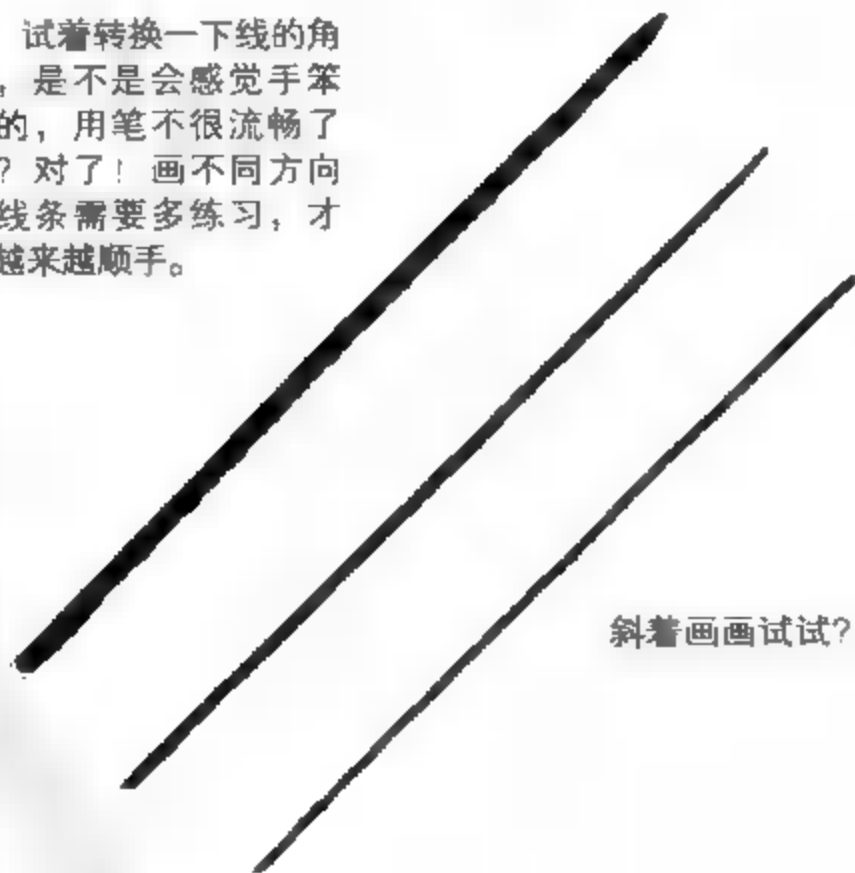 试着转换一下线的角
，是不是会感觉手笨
的，用笔不很流畅了
？对了！画不同方向
线条需要多练习，才
越来越顺手。
斜着画画试试？